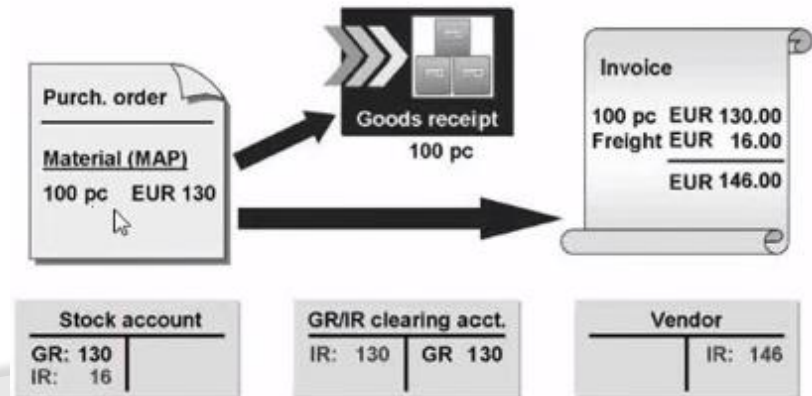 Purch. order
Material (MAP)
100 pc EUR 130
Goods receipt
100 pc
Invoice
100 pc EUR 130.00
Freight EUR 16.00
EUR 146.00
Stock account
GR: 130
IR: 16
GR/IR clearing acct.
IR: 130 GR 130
Vendor
IR: 146